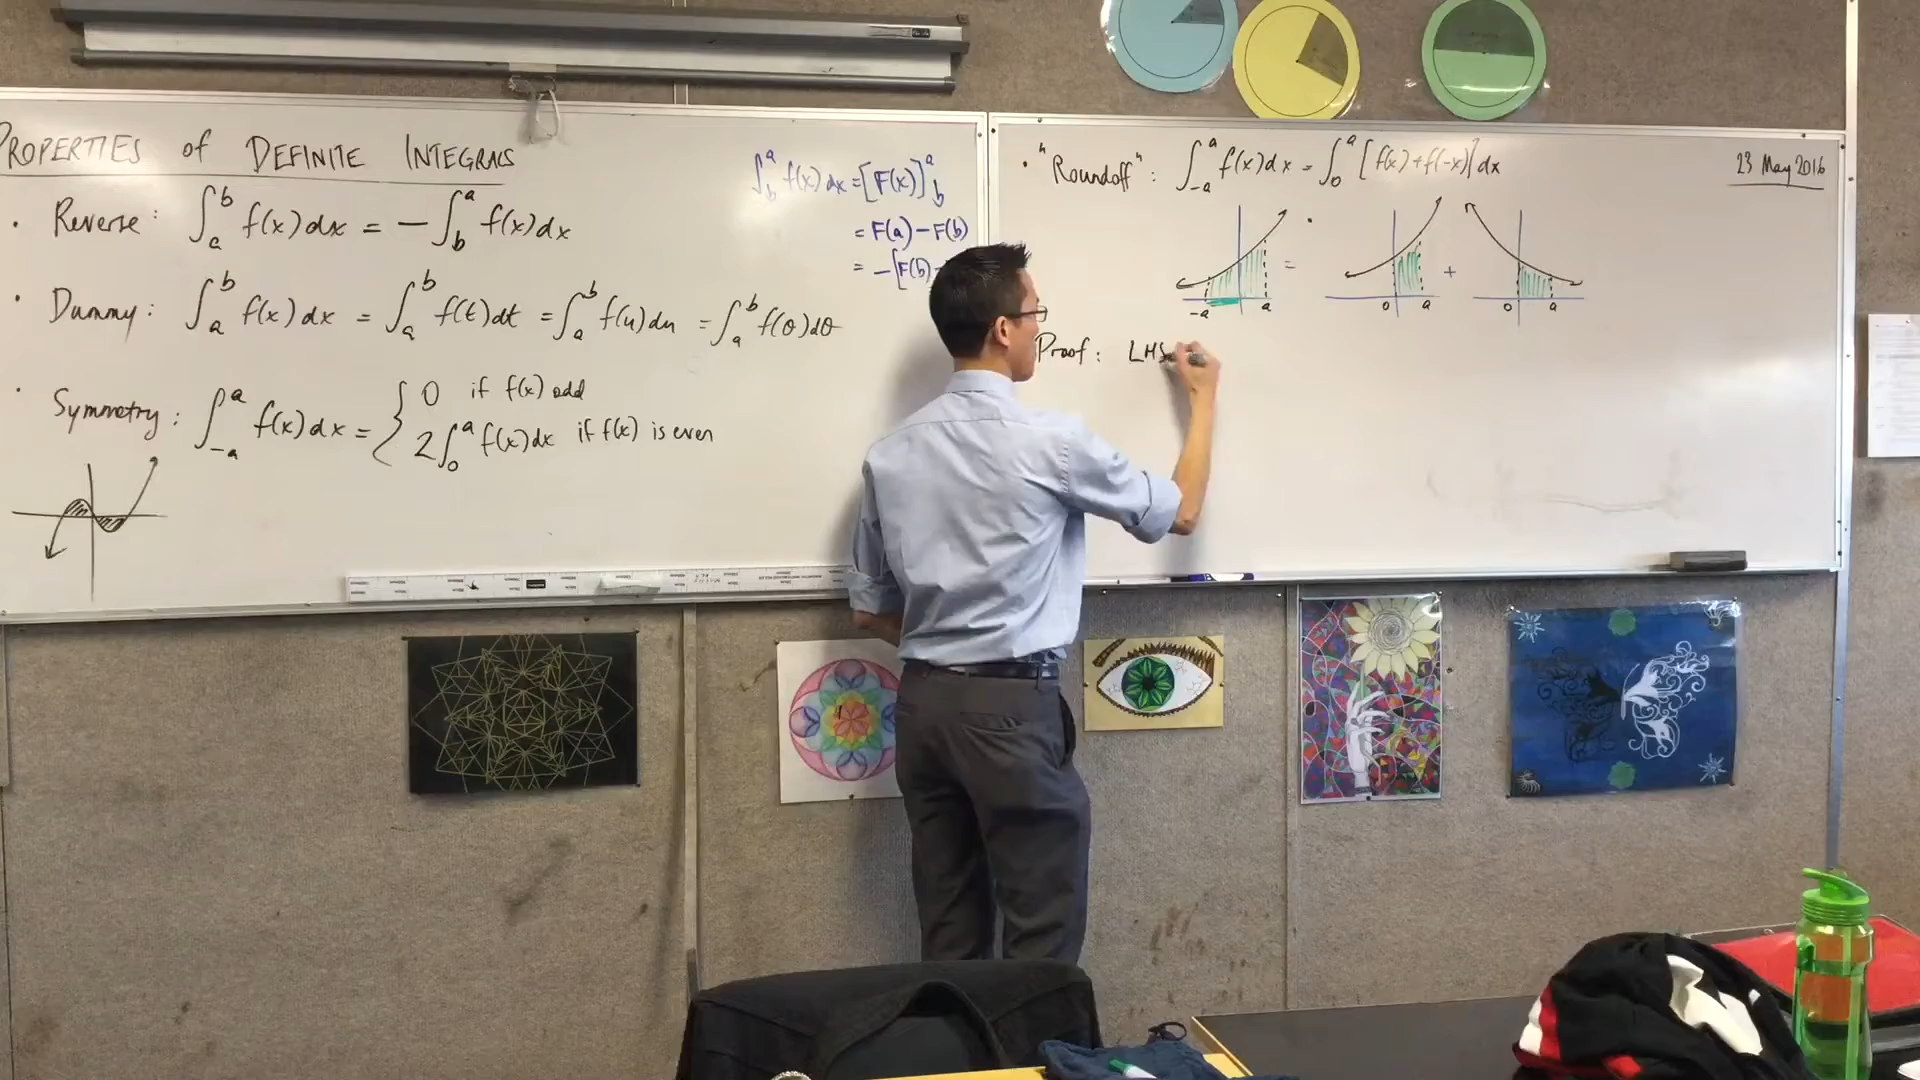 PROPERTIES of DEFINITE INTEGRALS
• Reverse: ∫_a^b f(x)dx = -∫_b^a f(x)dx
• Dummy: ∫_a^b f(x)dx = ∫_a^b f(t)dt = ∫_a^b f(u)du = ∫_a^b f(θ)dθ
• Symmetry: ∫_{-a}^a f(x)dx = { 0 if f(x) odd
2∫_0^a f(x)dx if f(x) is even
∫_b^a f(x)dx = [F(x)]_b^a
= F(a) - F(b)
= -[F(b)
• "Roundoff": ∫_{-a}^a f(x)dx = ∫_0^a [f(x)+f(-x)]dx
23 May 2016
= +
-a a 0 a 0 a
Proof: LHS